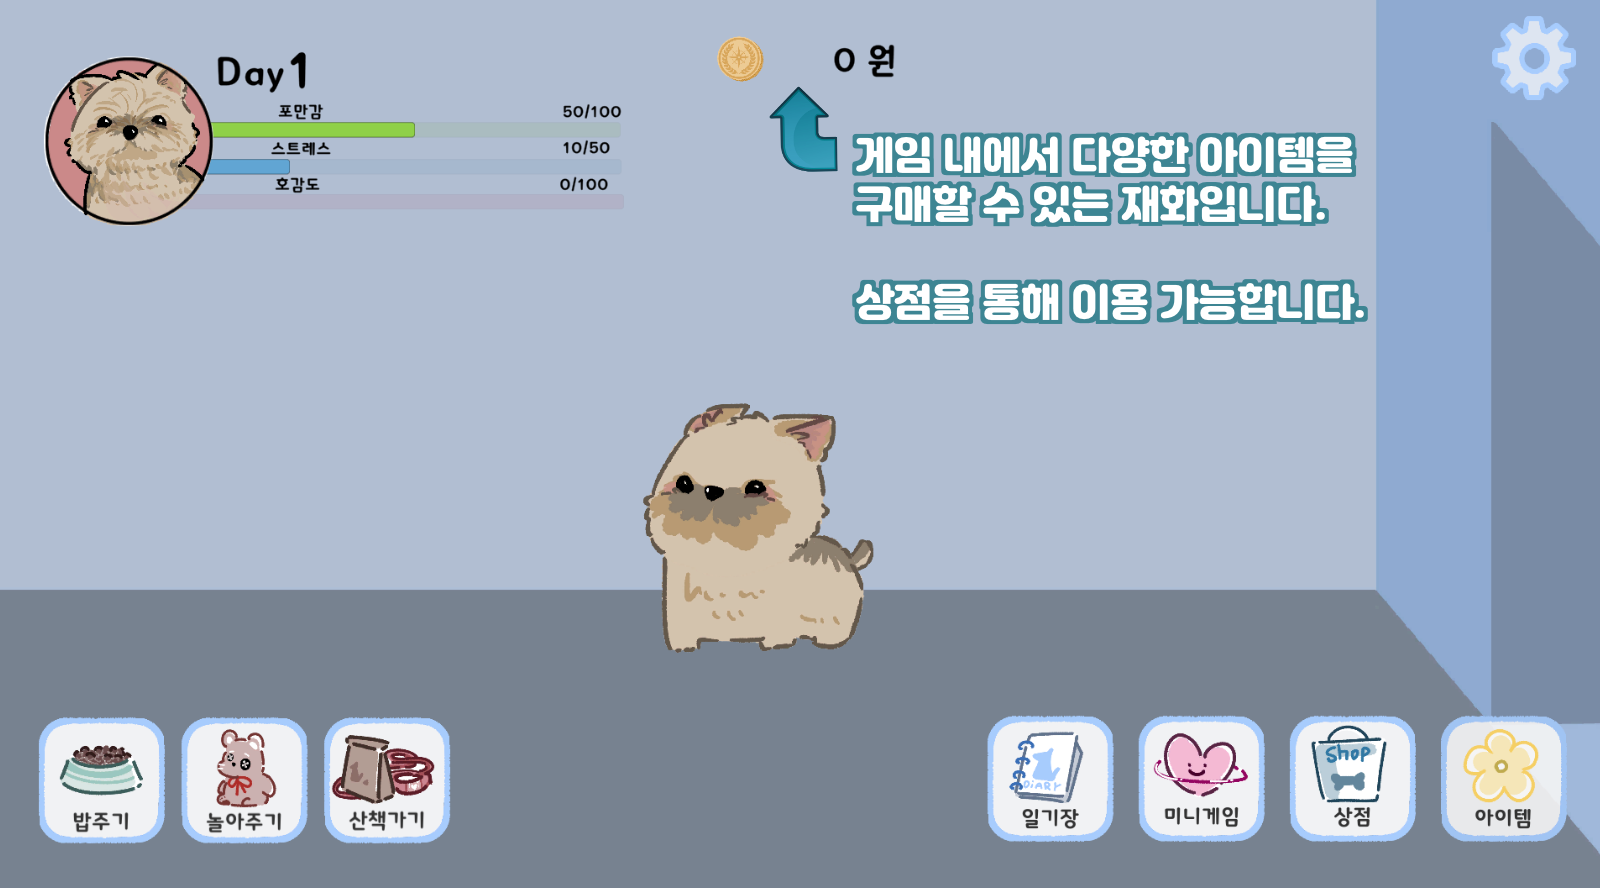 Day1
포만감 50/100
스트레스 10/50
호감도 0/100
0 원
게임 내에서 다양한 아이템을
구매할 수 있는 재화입니다.
상점을 통해 이용 가능합니다.
밥주기
놀아주기
산책가기
DiARY
일기장
미니게임
Shop
상점
아이템